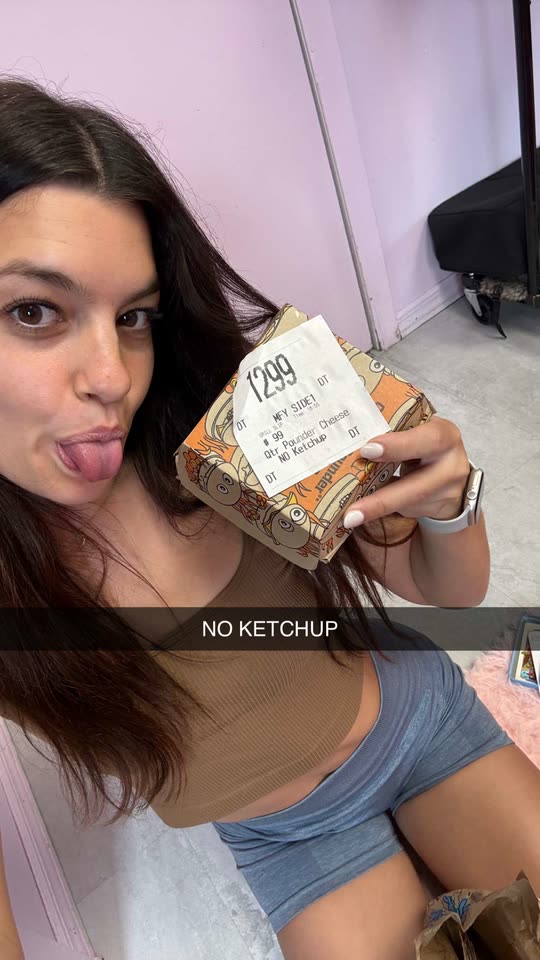 1299
DT
MFY SIDE1
DT
# 99
Qtr Pounder Cheese
NO Ketchup
DT
DT
NO KETCHUP